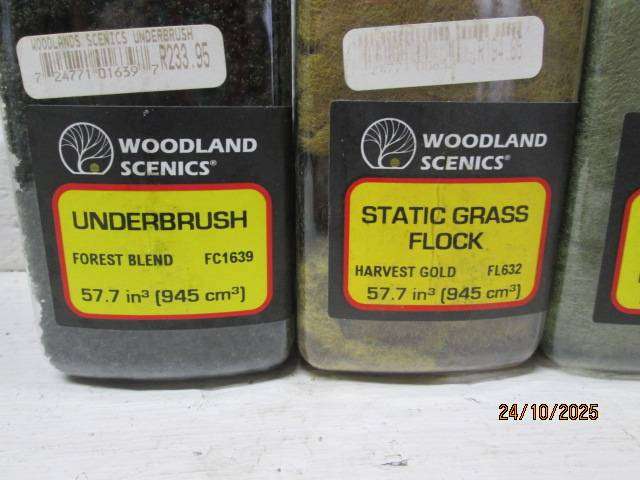 WOODLANDS SCENICS UNDERBRUSH
7 24771 01639 7 R233.95
WOODLAND
SCENICS®
UNDERBRUSH
FOREST BLEND FC1639
57.7 in³ (945 cm³)
WOODLAND
SCENICS®
STATIC GRASS
FLOCK
HARVEST GOLD FL632
57.7 in³ (945 cm³)
24/10/2025